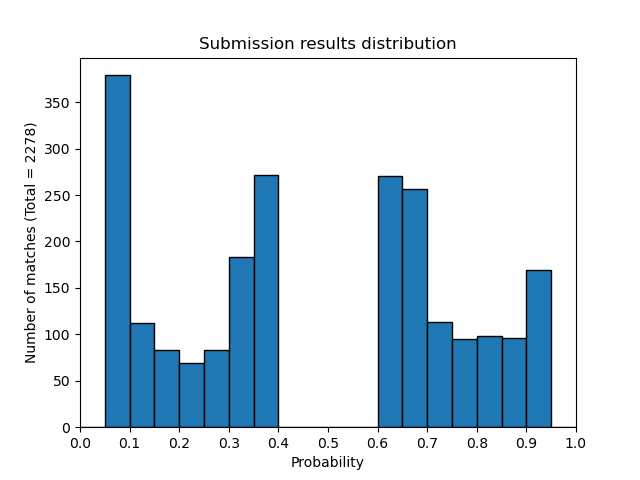 Submission results distribution
Number of matches (Total = 2278)
350
300
250
200
150
100
50
0
0.0 0.1 0.2 0.3 0.4 0.5 0.6 0.7 0.8 0.9 1.0
Probability